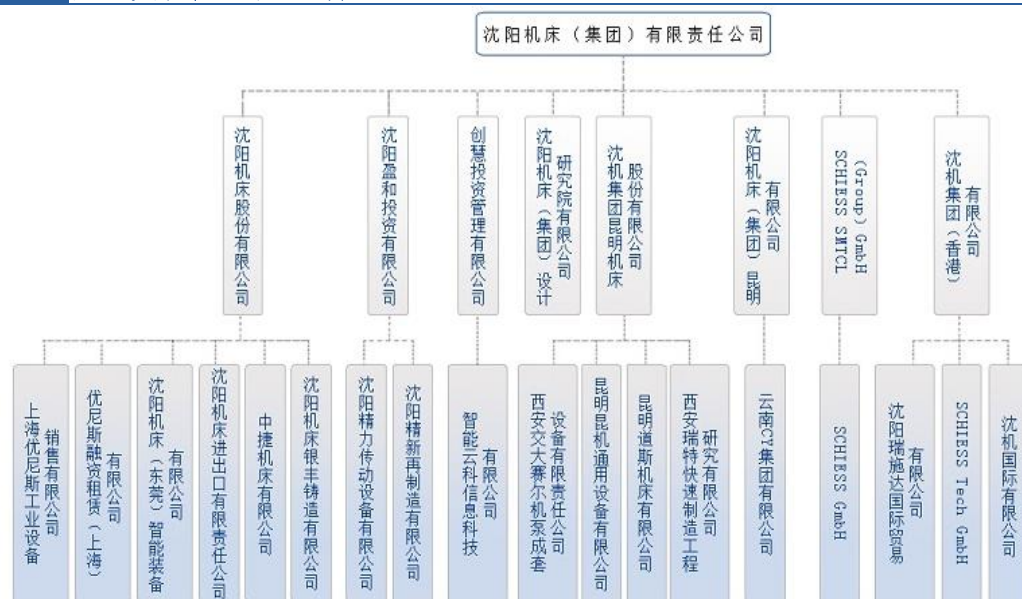 沈阳机床（集团）有限责任公司
沈阳机床股份有限公司
沈阳盈和投资有限公司
创慧投资管理有限公司
沈阳机床（集团）设计
研究院有限公司
沈机集团昆明机床
股份有限公司
沈阳机床（集团）昆明
有限公司
SCHIESS SMTCL
(Group) GmbH
沈机集团（香港）
有限公司
上海优尼斯工业设备
销售有限公司
优尼斯融资租赁（上海）
有限公司
沈阳机床（东莞）智能装备
有限公司
沈阳机床进出口有限责任公司
中捷机床有限公司
沈阳机床银丰铸造有限公司
沈阳精力传动设备有限公司
沈阳精新再制造有限公司
智能云科信息科技
有限公司
西安交大赛尔机泵成套
设备有限责任公司
昆明昆机通用设备有限公司
昆明道斯机床有限公司
西安瑞特快速制造工程
研究有限公司
云南CY集团有限公司
SCHIESS GmbH
沈阳瑞施达国际贸易
有限公司
SCHIESS Tech GmbH
沈机国际有限公司